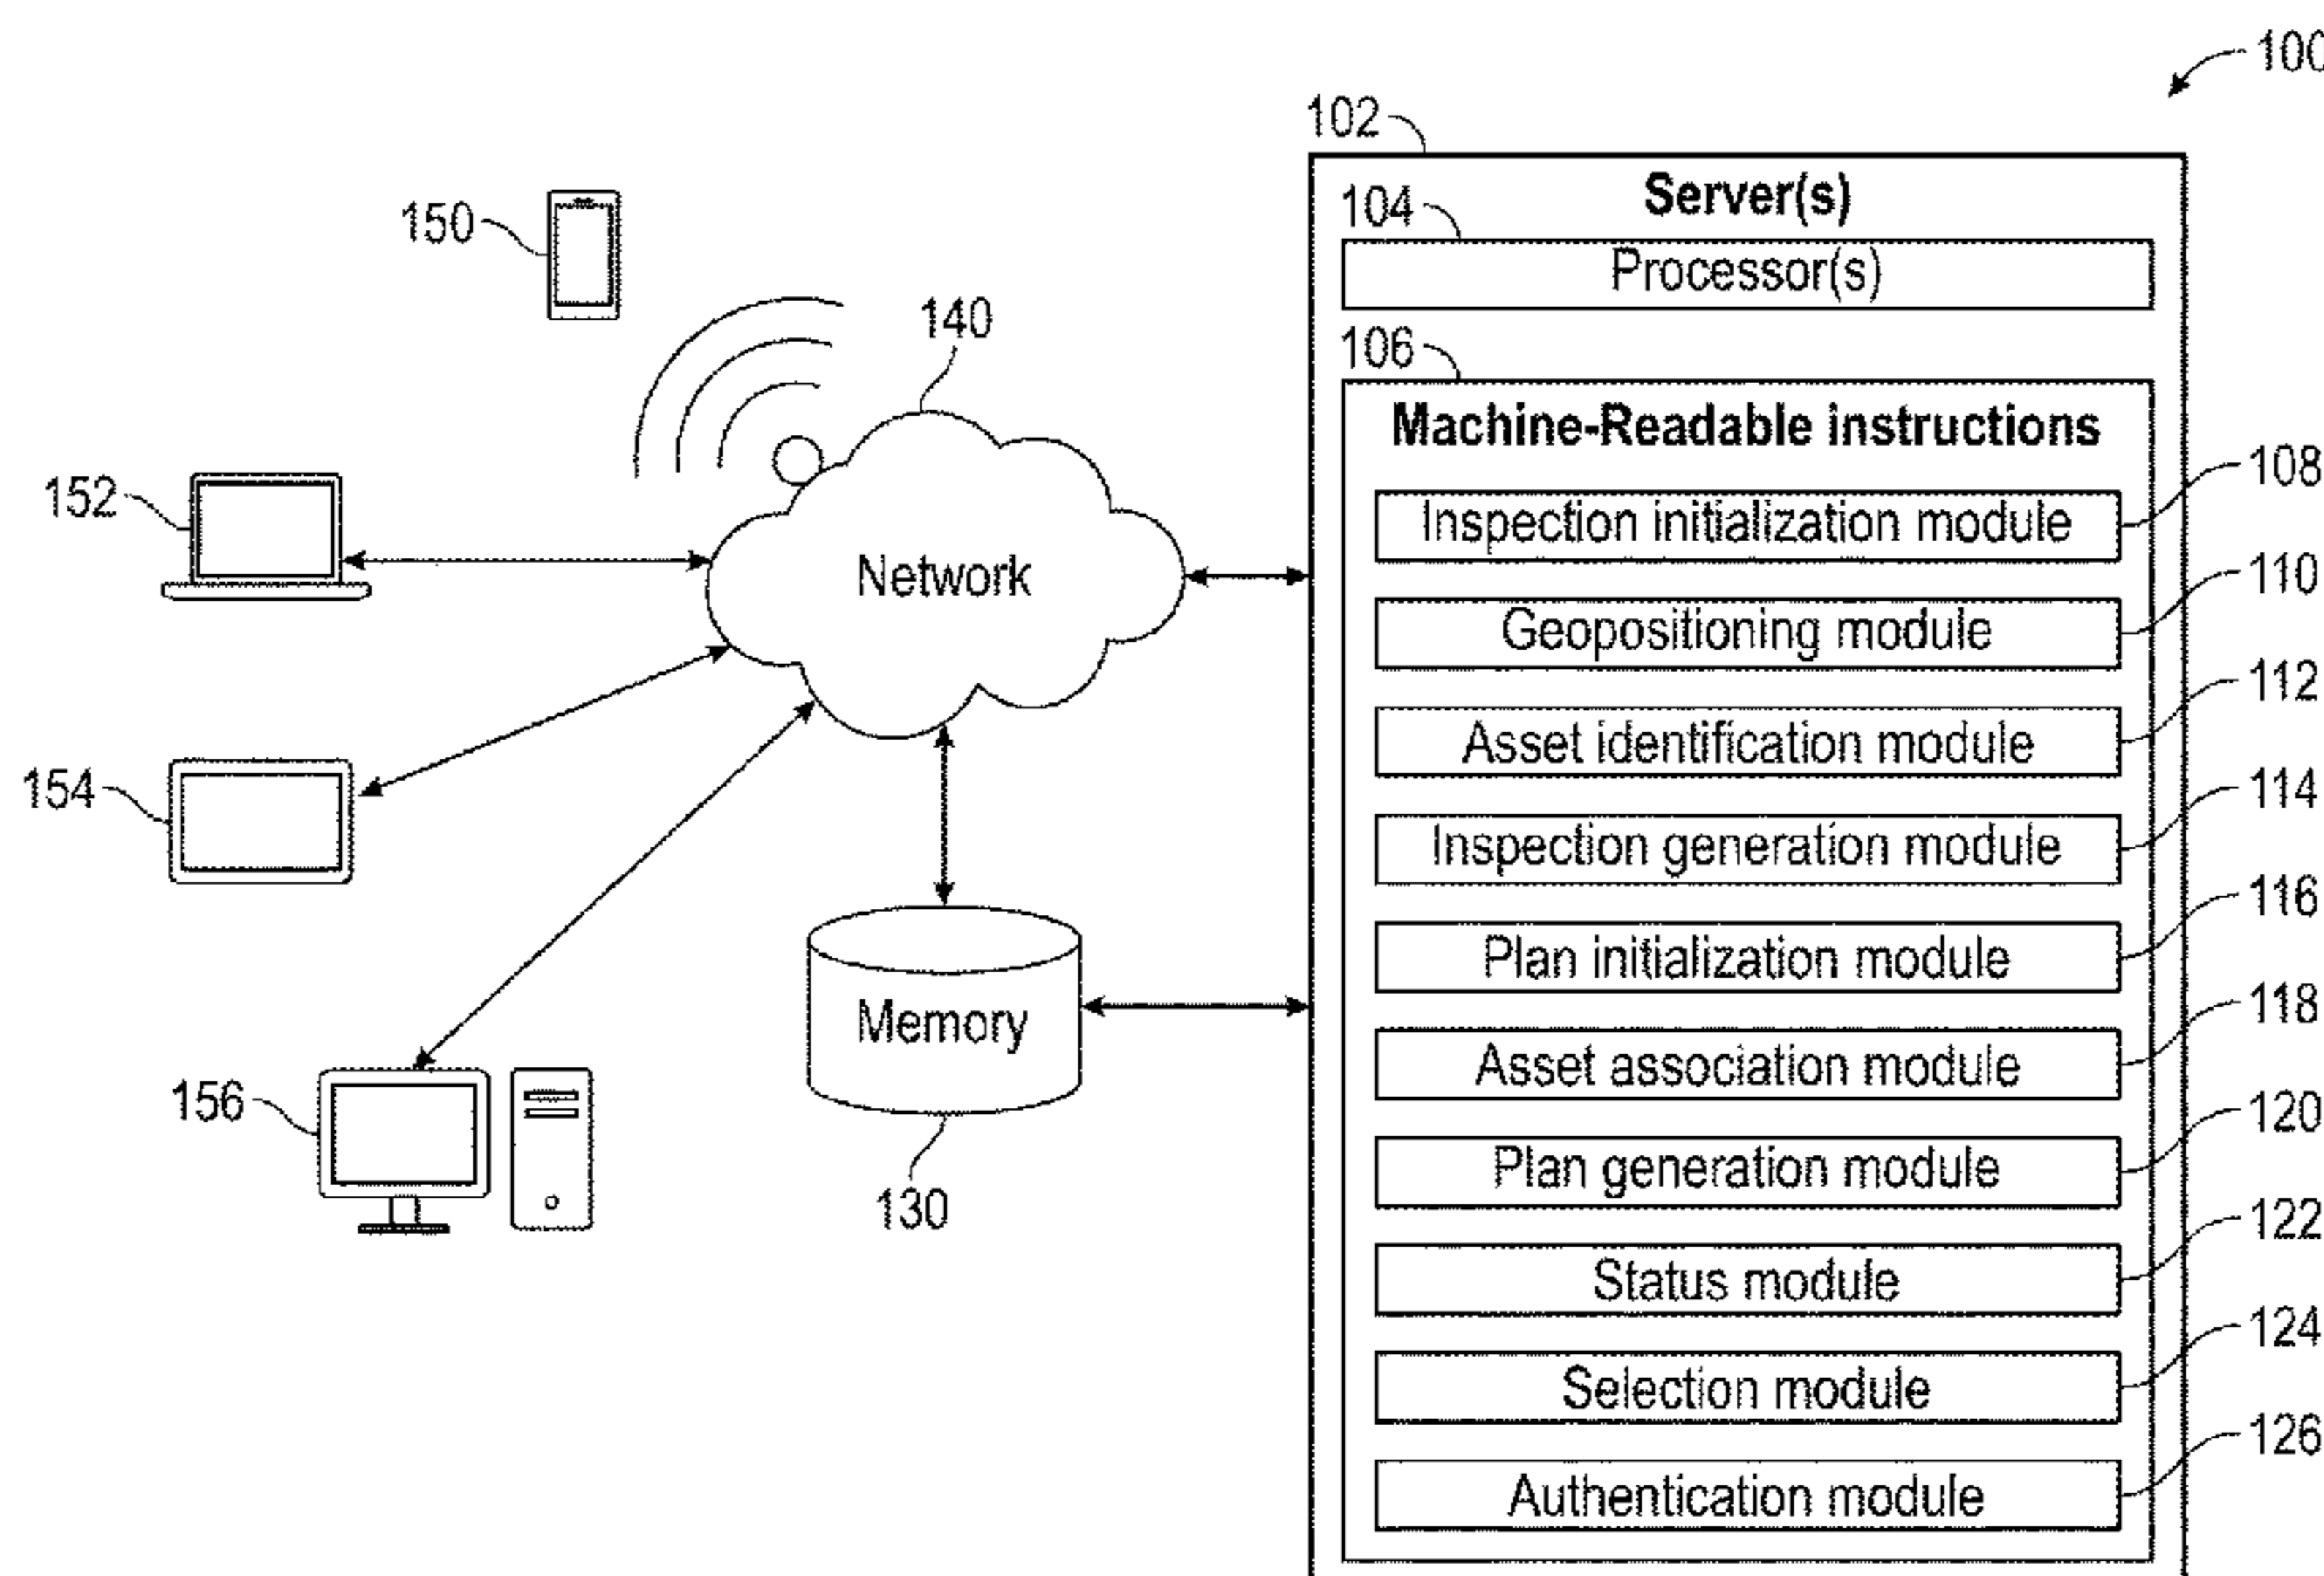 100
102
Server(s)
104
Processor(s)
106
Machine-Readable instructions
108
Inspection initialization module
110
Geopositioning module
112
Asset identification module
114
Inspection generation module
116
Plan initialization module
118
Asset association module
120
Plan generation module
122
Status module
124
Selection module
126
Authentication module
150
140
152
Network
154
Memory
156
130